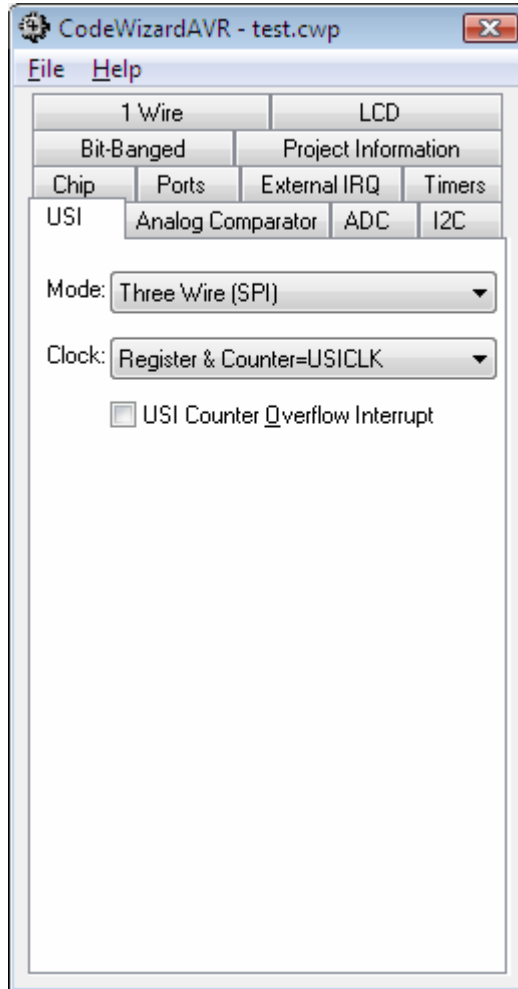 CodeWizardAVR - test.cwp
File Help
1 Wire LCD
Bit-Banged Project Information
Chip Ports External IRQ Timers
USI Analog Comparator ADC I2C
Mode: Three Wire (SPI)
Clock: Register & Counter=USICLK
USI Counter Overflow Interrupt